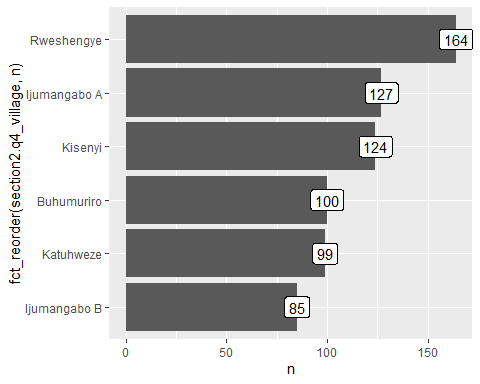 fct_reorder(section2.q4_village, n)
Rweshengye 164
Ijumangabo A 127
Kisenyi 124
Buhumuriro 100
Katuhweze 99
Ijumangabo B 85
0 50 100 150
n